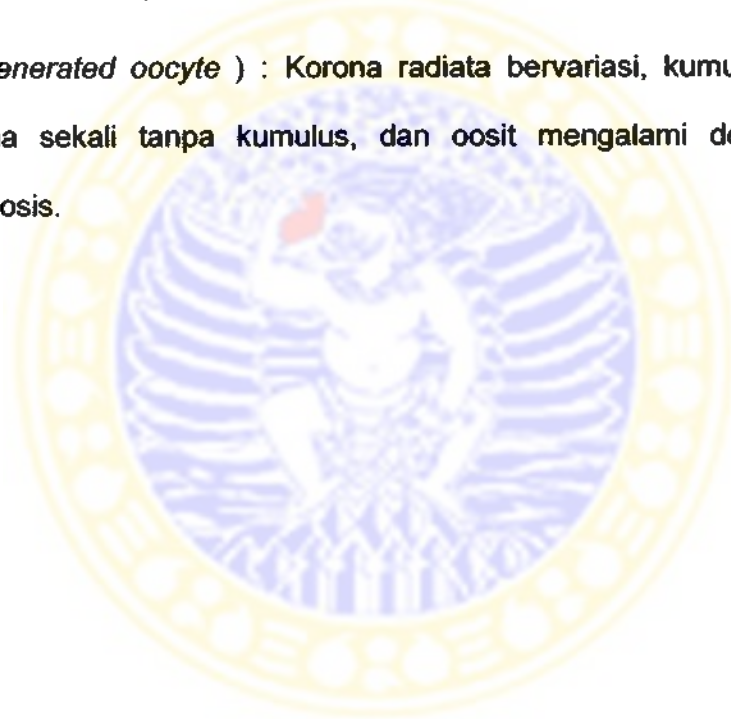 enerated oocyte ) : Korona radiata bervariasi, kumu
a sekali tanpa kumulus, dan oosit mengalami de
osis.